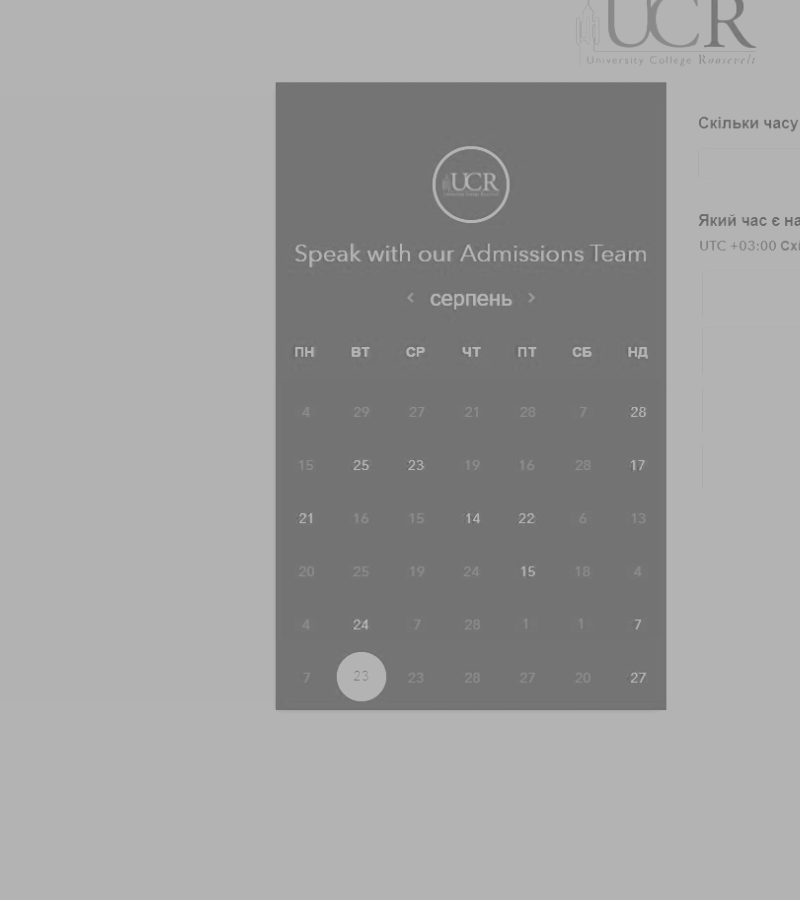 UCR
University College Roosevelt
Скільки часу
UCR
Який час є на
UTC +03:00 Схі
Speak with our Admissions Team
серпень
ПН ВТ СР ЧТ ПТ СБ НД
4 29 27 21 28 7 28
15 25 23 19 16 28 17
21 16 15 14 22 6 13
20 25 19 24 15 18 4
4 24 7 28 1 1 7
7 23 23 28 27 20 27